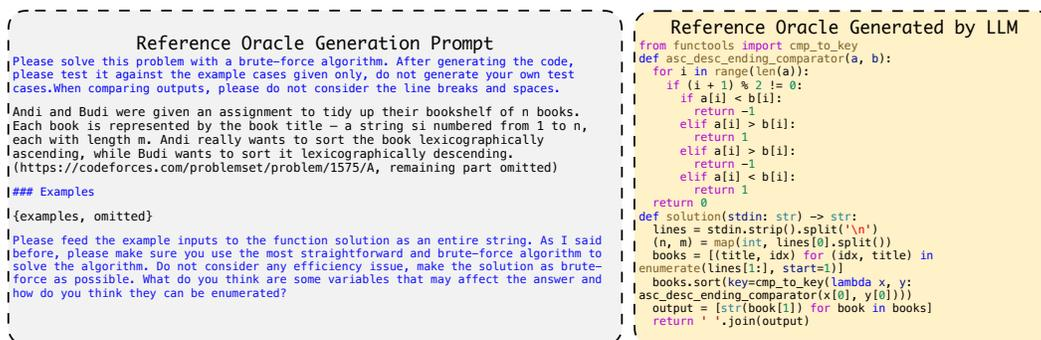 Reference Oracle Generation Prompt
Please solve this problem with a brute-force algorithm. After generating the code,
please test it against the example cases given only, do not generate your own test
cases.When comparing outputs, please do not consider the line breaks and spaces.
Andi and Budi were given an assignment to tidy up their bookshelf of n books.
Each book is represented by the book title — a string si numbered from 1 to n,
each with length m. Andi really wants to sort the book lexicographically
ascending, while Budi wants to sort it lexicographically descending.
(https://codeforces.com/problemset/problem/1575/A, remaining part omitted)
### Examples
{examples, omitted}
Please feed the example inputs to the function solution as an entire string. As I said
before, please make sure you use the most straightforward and brute-force algorithm to
solve the algorithm. Do not consider any efficiency issue, make the solution as brute-
force as possible. What do you think are some variables that may affect the answer and
how do you think they can be enumerated?
Reference Oracle Generated by LLM
from functools import cmp_to_key
def asc_desc_ending_comparator(a, b):
  for i in range(len(a)):
    if (i + 1) % 2 != 0:
      if a[i] < b[i]:
        return -1
      elif a[i] > b[i]:
        return 1
      elif a[i] > b[i]:
        return -1
      elif a[i] < b[i]:
        return 1
  return 0
def solution(stdin: str) -> str:
  lines = stdin.strip().split('\n')
  (n, m) = map(int, lines[0].split())
  books = [(title, idx) for (idx, title) in
enumerate(lines[1:], start=1)]
  books.sort(key=cmp_to_key(lambda x, y:
asc_desc_ending_comparator(x[0], y[0])))
  output = [str(book[1]) for book in books]
  return ' '.join(output)